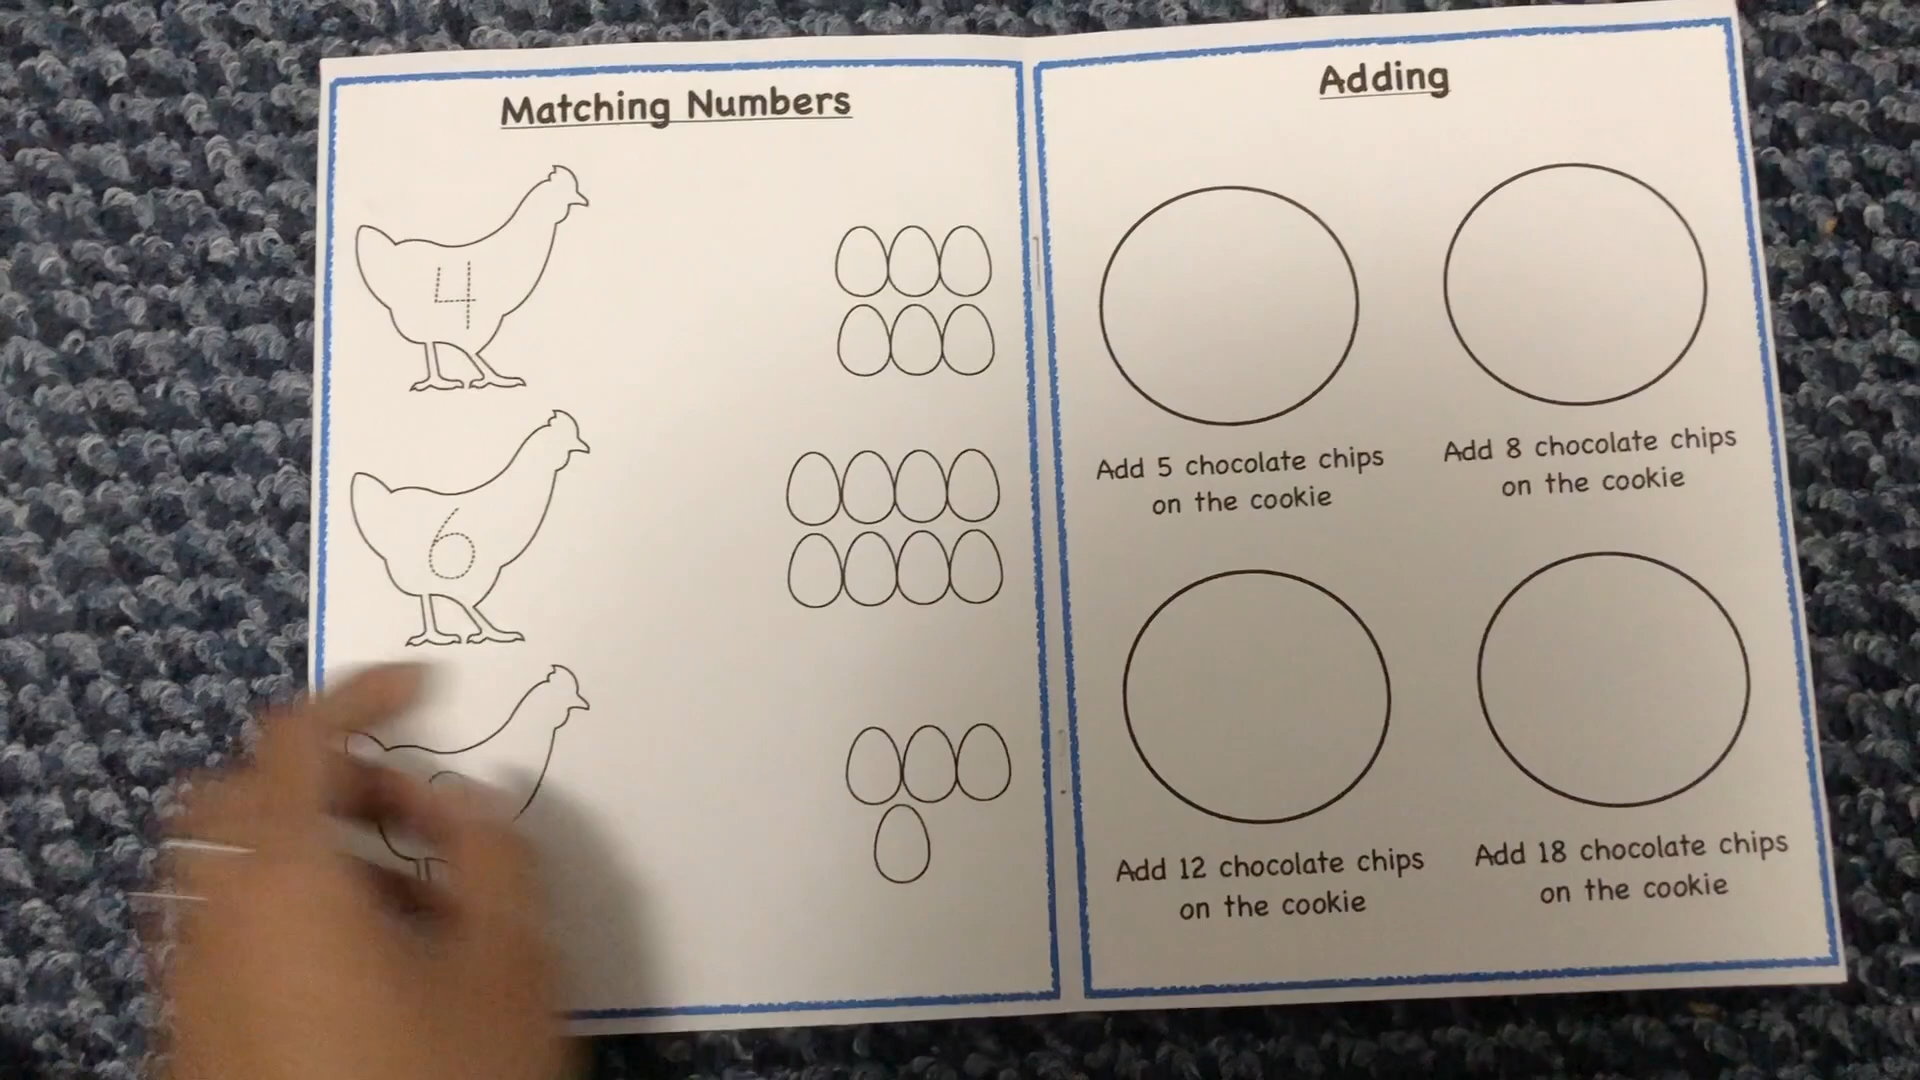 Matching Numbers
4
6
Adding
Add 5 chocolate chips
on the cookie
Add 8 chocolate chips
on the cookie
Add 12 chocolate chips
on the cookie
Add 18 chocolate chips
on the cookie